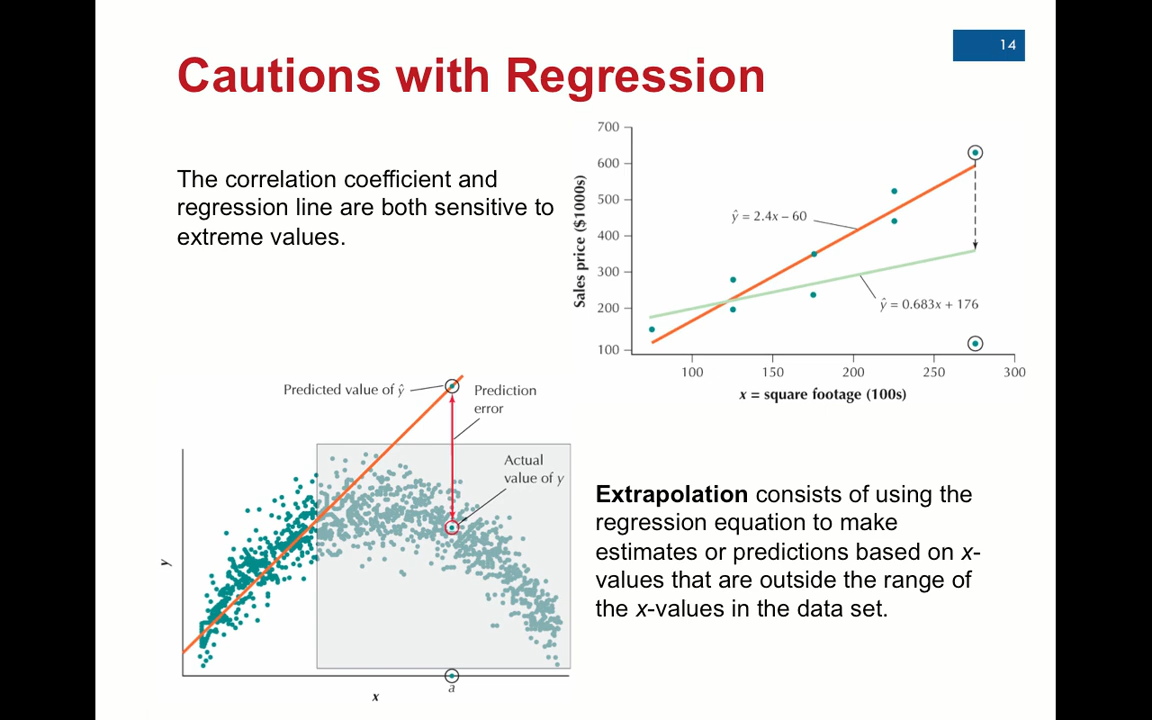 14
Cautions with Regression
The correlation coefficient and
regression line are both sensitive to
extreme values.
700
600
500
400
300
200
100
Sales price ($1000s)
ŷ = 2.4x – 60
ŷ = 0.683x + 176
100 150 200 250 300
x = square footage (100s)
Predicted value of ŷ
Prediction
error
Actual
value of y
y
a
x
Extrapolation consists of using the
regression equation to make
estimates or predictions based on x-
values that are outside the range of
the x-values in the data set.